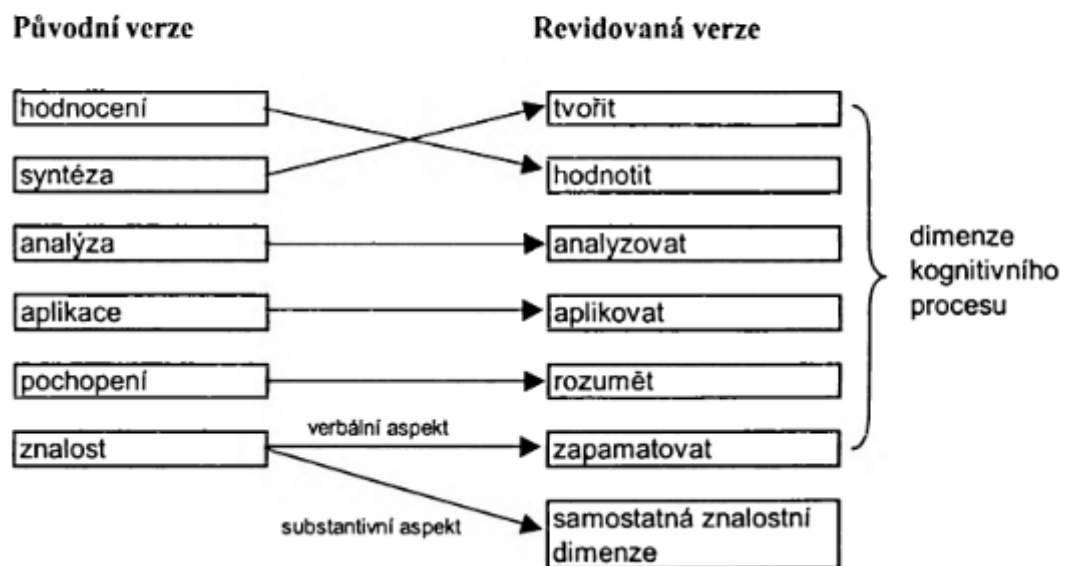 Původní verze
Revidovaná verze
hodnocení
tvořit
syntéza
hodnotit
analýza
analyzovat
aplikace
aplikovat
pochopení
rozumět
znalost
verbální aspekt
zapamatovat
substantivní aspekt
samostatná znalostní
dimenze
dimenze
kognitivního
procesu